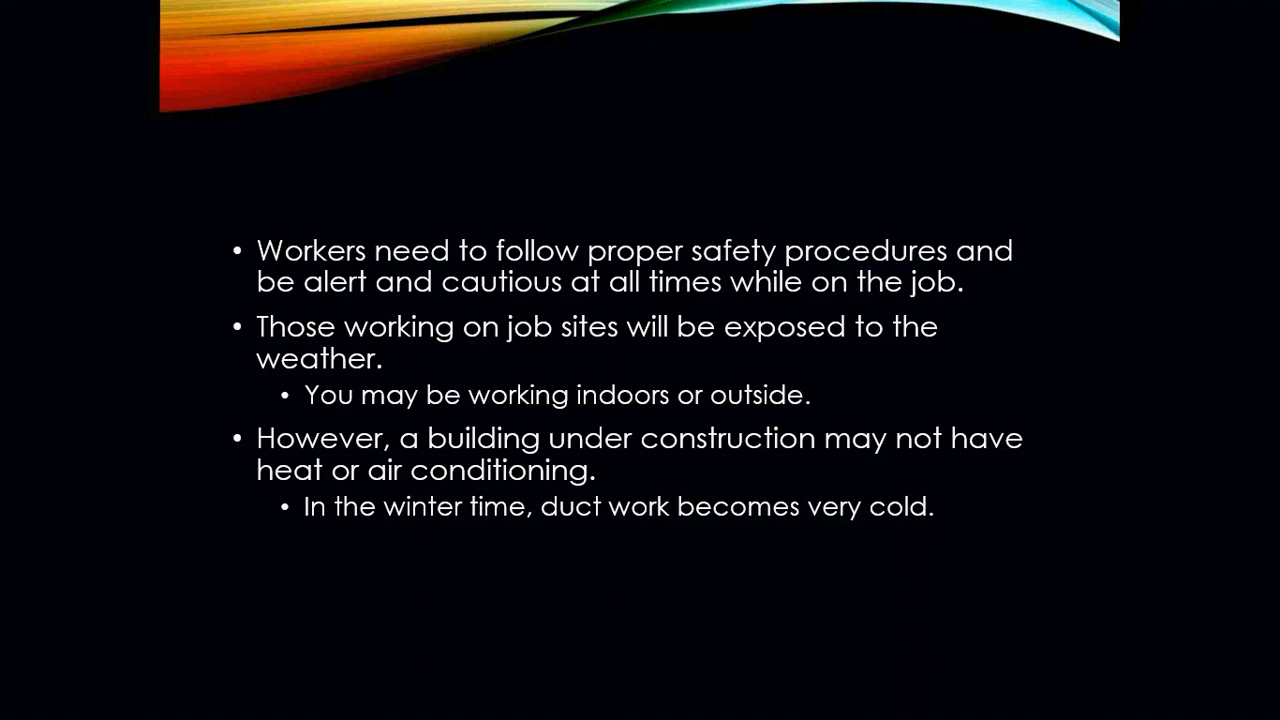 • Workers need to follow proper safety procedures and
be alert and cautious at all times while on the job.
• Those working on job sites will be exposed to the
weather.
• You may be working indoors or outside.
• However, a building under construction may not have
heat or air conditioning.
• In the winter time, duct work becomes very cold.